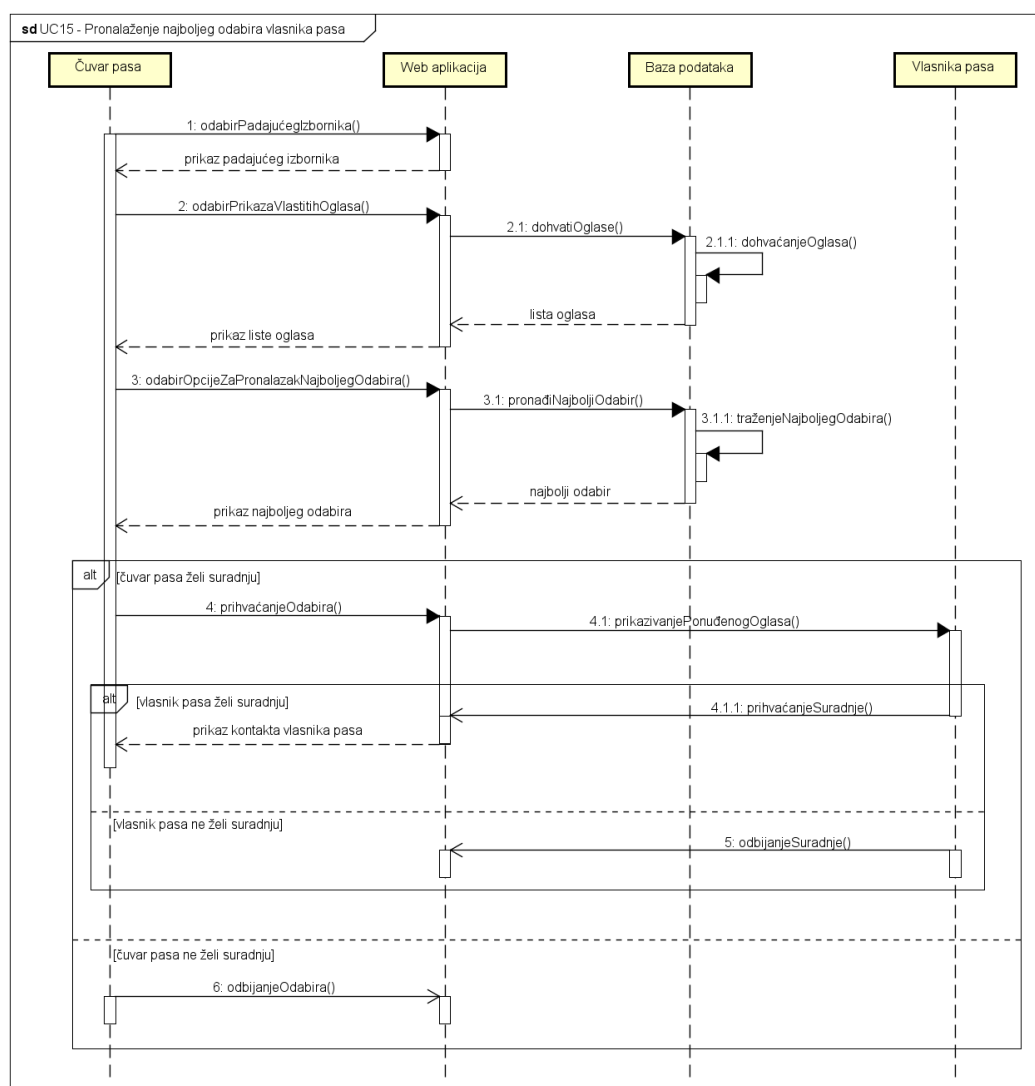 sd UC15 - Pronalaženje najboljeg odabira vlasnika pasa
Čuvar pasa
Web aplikacija
Baza podataka
Vlasnika pasa
1: odabirPadajućegIzbornika()
prikaz padajućeg izbornika
2: odabirPrikazaVlastitihOglasa()
2.1: dohvatiOglase()
2.1.1: dohvaćanjeOglasa()
lista oglasa
prikaz liste oglasa
3: odabirOpcijeZaPronalazakNajboljegOdabira()
3.1: pronađiNajboljiOdabir()
3.1.1: traženjeNajboljegOdabira()
najbolji odabir
prikaz najboljeg odabira
alt
[čuvar pasa želi suradnju]
4: prihvaćanjeOdabira()
4.1: prikazivanjePonuđenogOglasa()
alt
[vlasnik pasa želi suradnju]
4.1.1: prihvaćanjeSuradnje()
prikaz kontakta vlasnika pasa
[vlasnik pasa ne želi suradnju]
5: odbijanjeSuradnje()
[čuvar pasa ne želi suradnju]
6: odbijanjeOdabira()